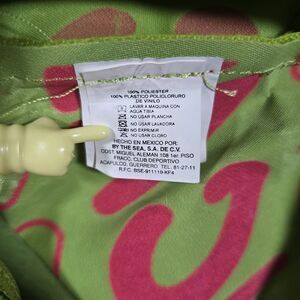 100% POLIESTER
100% PLASTICO POLICLORURO
DE VINILO
LAVAR A MAQUINA CON
AGUA TIBIA
NO USAR PLANCHA
NO USAR LAVADORA
NO EXPRIMIR
NO USAR CLORO
HECHO EN MEXICO POR:
BY THE SEA, S.A. DE C.V.
COST. MIGUEL ALEMAN 108 1er. PISO
FRACC. CLUB DEPORTIVO
ACAPULCO, GUERRERO TEL. 81-27-11
R.F.C. BSE-911119-KF4